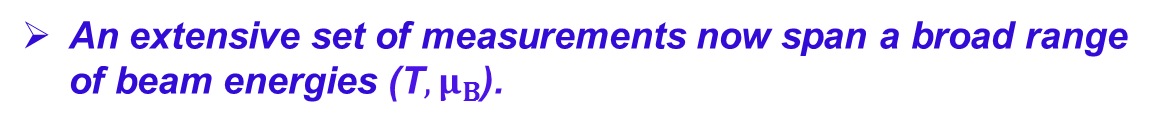 ➢ An extensive set of measurements now span a broad range
of beam energies (T, μB).